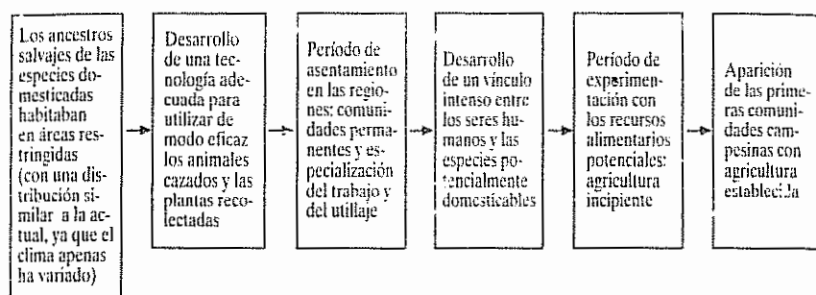 Los ancestros
salvajes de las
especies do-
mesticadas
habitaban
en áreas res-
tringidas
(con una dis-
tribución si-
milar a la ac-
tual, ya que el
clima apenas
ha variado)
Desarrollo
de una tec-
nología ade-
cuada para
utilizar de
modo eficaz
los animales
cazados y las
plantas reco-
lectadas
Período de
asentamiento
en las regio-
nes: comuni-
dades perma-
nentes y es-
pecialización
del trabajo y
del utillaje
Desarrollo
de un vínculo
intenso entre
los seres hu-
manos y las
especies po-
tencialmente
domesticables
Período de
experimen-
tación con
los recursos
alimentarios
potenciales:
agricultura
incipiente
Aparición
de las prime-
ras comuni-
dades cam-
pesinas con
agricultura
establecida